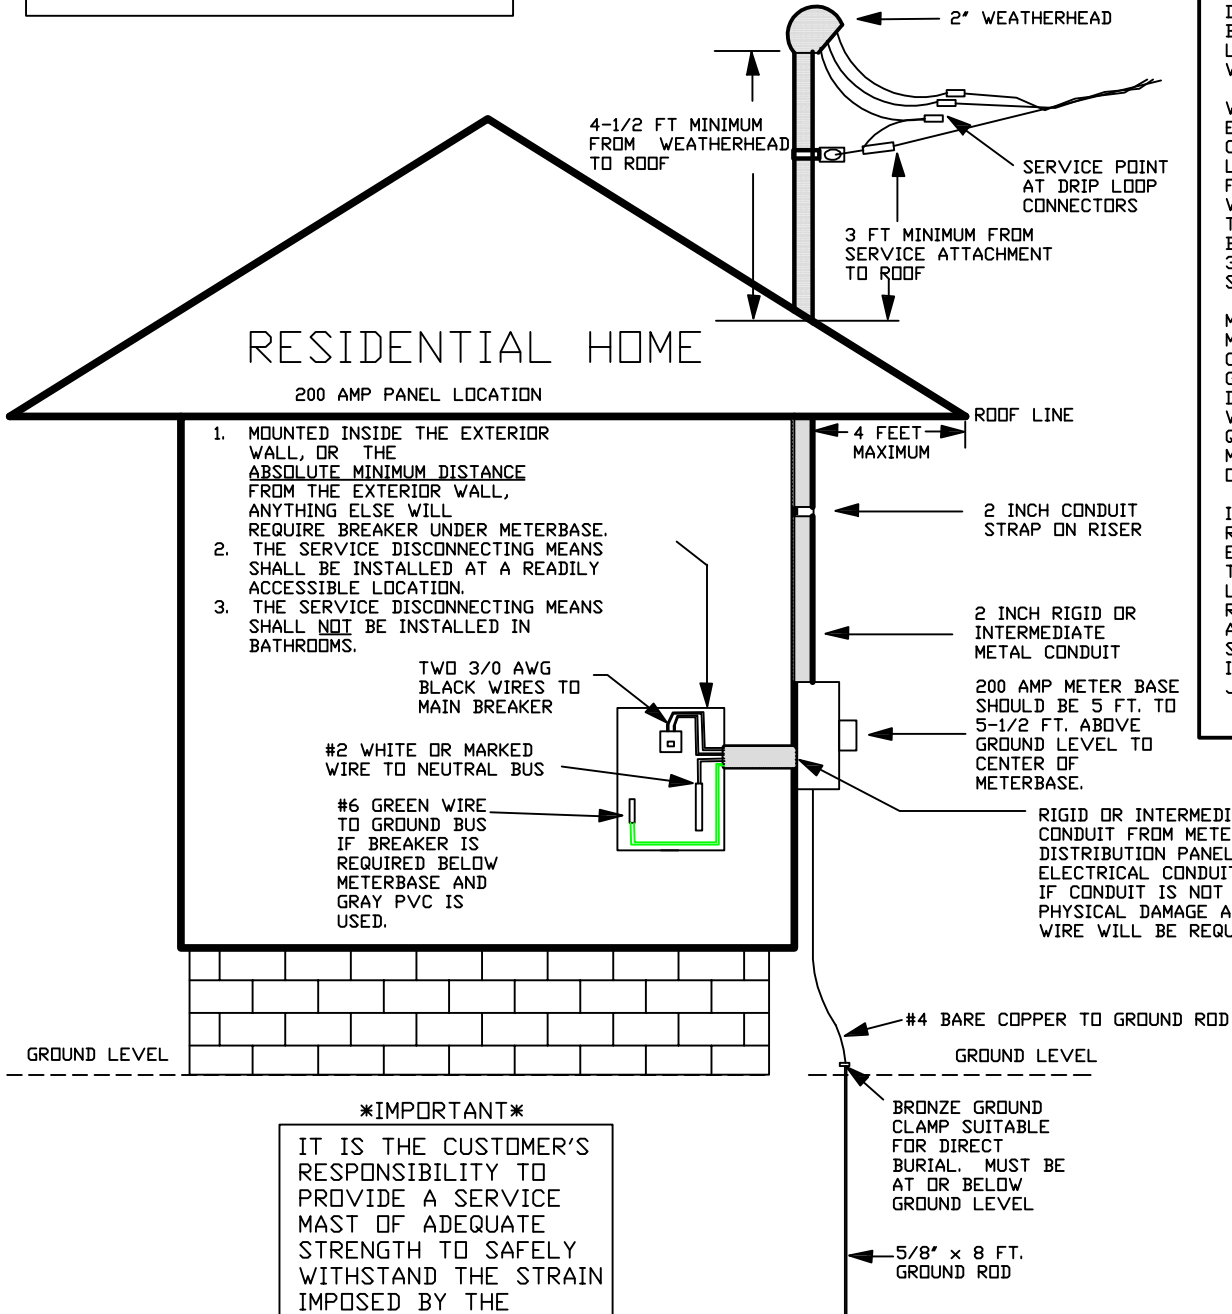 2" WEATHERHEAD
4-1/2 FT MINIMUM
FROM WEATHERHEAD
TO ROOF
SERVICE POINT
AT DRIP LOOP
CONNECTORS
3 FT MINIMUM FROM
SERVICE ATTACHMENT
TO ROOF
RESIDENTIAL HOME
200 AMP PANEL LOCATION
ROOF LINE
1. MOUNTED INSIDE THE EXTERIOR
WALL, OR THE
ABSOLUTE MINIMUM DISTANCE
FROM THE EXTERIOR WALL,
ANYTHING ELSE WILL
REQUIRE BREAKER UNDER METERBASE.
2. THE SERVICE DISCONNECTING MEANS
SHALL BE INSTALLED AT A READILY
ACCESSIBLE LOCATION.
3. THE SERVICE DISCONNECTING MEANS
SHALL NOT BE INSTALLED IN
BATHROOMS.
4 FEET
MAXIMUM
2 INCH CONDUIT
STRAP ON RISER
2 INCH RIGID OR
INTERMEDIATE
METAL CONDUIT
TWO 3/0 AWG
BLACK WIRES TO
MAIN BREAKER
200 AMP METER BASE
SHOULD BE 5 FT. TO
5-1/2 FT. ABOVE
GROUND LEVEL TO
CENTER OF
METERBASE.
#2 WHITE OR MARKED
WIRE TO NEUTRAL BUS
#6 GREEN WIRE
TO GROUND BUS
IF BREAKER IS
REQUIRED BELOW
METERBASE AND
GRAY PVC IS
USED.
RIGID OR
CONDUIT FROM
DISTRIBUTION PANEL
ELECTRICAL
IF CONDUIT IS NOT
PHYSICAL DAMAGE
WIRE WILL BE
#4 BARE COPPER TO GROUND ROD
GROUND LEVEL
GROUND LEVEL
BRONZE GROUND
CLAMP SUITABLE
FOR DIRECT
BURIAL. MUST BE
AT OR BELOW
GROUND LEVEL
5/8" x 8 FT.
GROUND ROD
*IMPORTANT*
IT IS THE CUSTOMER'S
RESPONSIBILITY TO
PROVIDE A SERVICE
MAST OF ADEQUATE
STRENGTH TO SAFELY
WITHSTAND THE STRAIN
IMPOSED BY THE